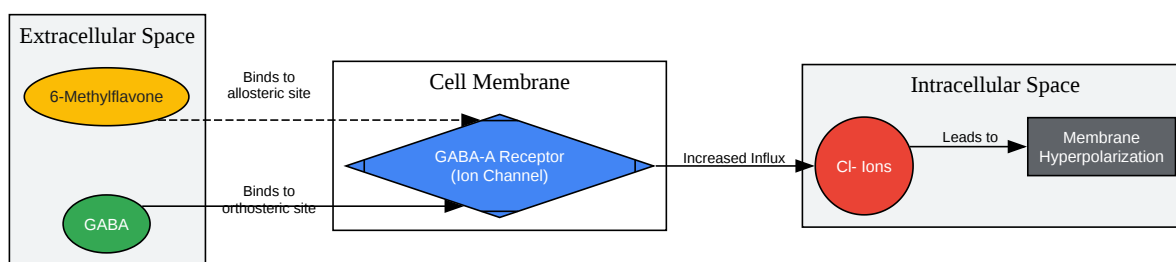 Extracellular Space
6-Methylflavone
GABA
Binds to
allosteric site
Binds to
orthosteric site
Cell Membrane
GABA-A Receptor
(Ion Channel)
Increased Influx
Intracellular Space
Cl- Ions
Leads to
Membrane
Hyperpolarization